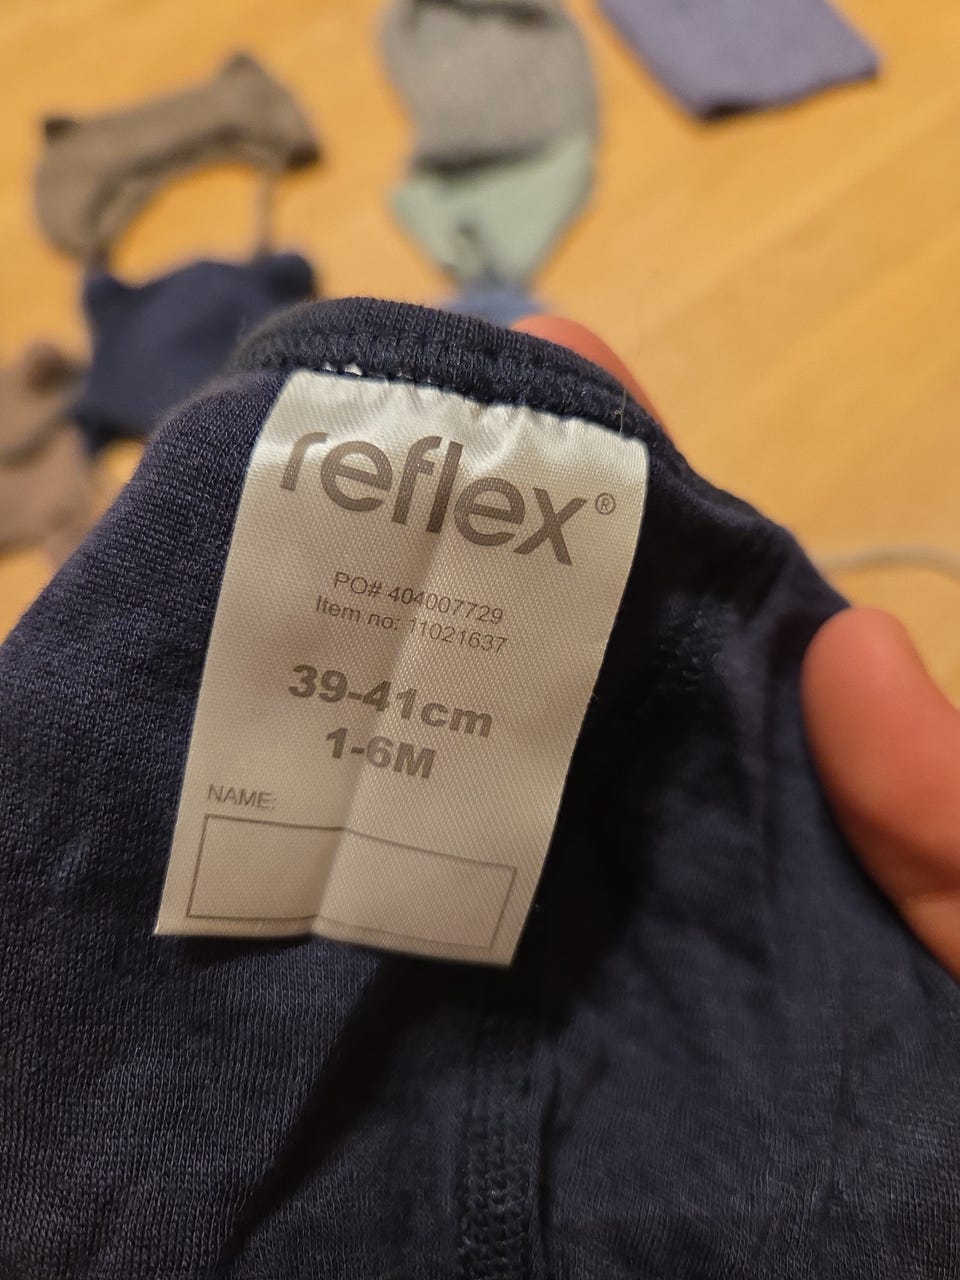 reflex®
PO# 404007729
Item no: 11021637
39-41cm
1-6M
NAME: